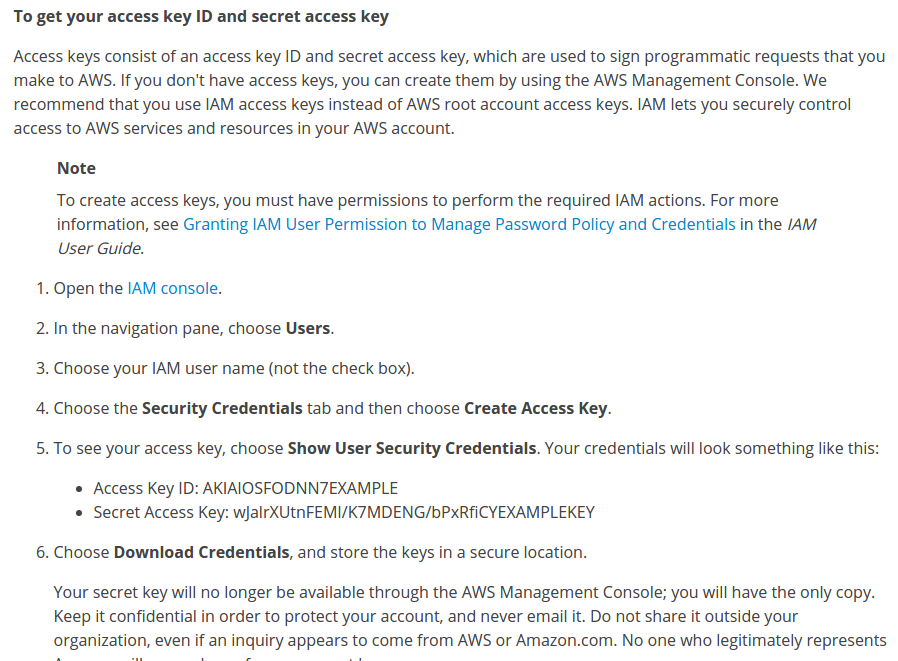 To get your access key ID and secret access key
Access keys consist of an access key ID and secret access key, which are used to sign programmatic requests that you
make to AWS. If you don't have access keys, you can create them by using the AWS Management Console. We
recommend that you use IAM access keys instead of AWS root account access keys. IAM lets you securely control
access to AWS services and resources in your AWS account.
Note
To create access keys, you must have permissions to perform the required IAM actions. For more
information, see Granting IAM User Permission to Manage Password Policy and Credentials in the IAM
User Guide.
1. Open the IAM console.
2. In the navigation pane, choose Users.
3. Choose your IAM user name (not the check box).
4. Choose the Security Credentials tab and then choose Create Access Key.
5. To see your access key, choose Show User Security Credentials. Your credentials will look something like this:
• Access Key ID: AKIAIOSFODNN7EXAMPLE
• Secret Access Key: wJalrXUtnFEMI/K7MDENG/bPxRfiCYEXAMPLEKEY
6. Choose Download Credentials, and store the keys in a secure location.
Your secret key will no longer be available through the AWS Management Console; you will have the only copy.
Keep it confidential in order to protect your account, and never email it. Do not share it outside your
organization, even if an inquiry appears to come from AWS or Amazon.com. No one who legitimately represents